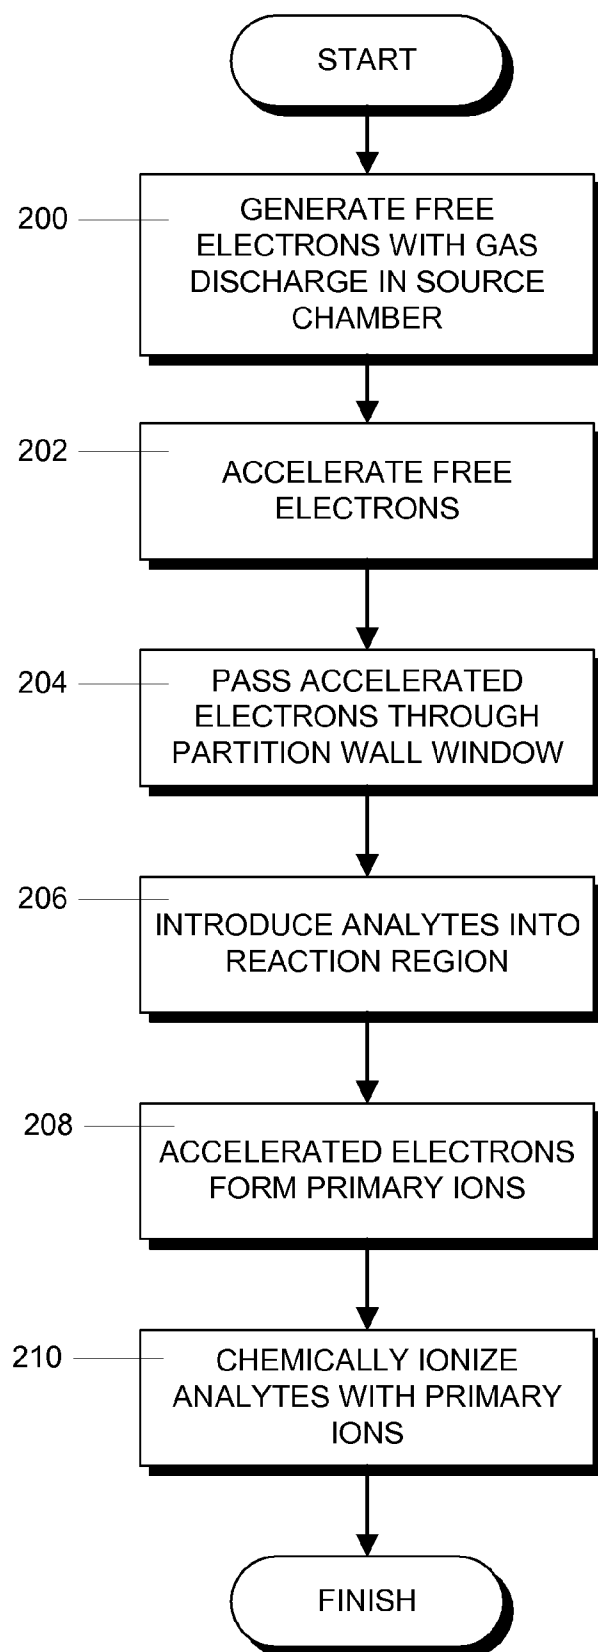 START
200
GENERATE FREE
ELECTRONS WITH GAS
DISCHARGE IN SOURCE
CHAMBER
202
ACCELERATE FREE
ELECTRONS
204
PASS ACCELERATED
ELECTRONS THROUGH
PARTITION WALL WINDOW
206
INTRODUCE ANALYTES INTO
REACTION REGION
208
ACCELERATED ELECTRONS
FORM PRIMARY IONS
210
CHEMICALLY IONIZE
ANALYTES WITH PRIMARY
IONS
FINISH